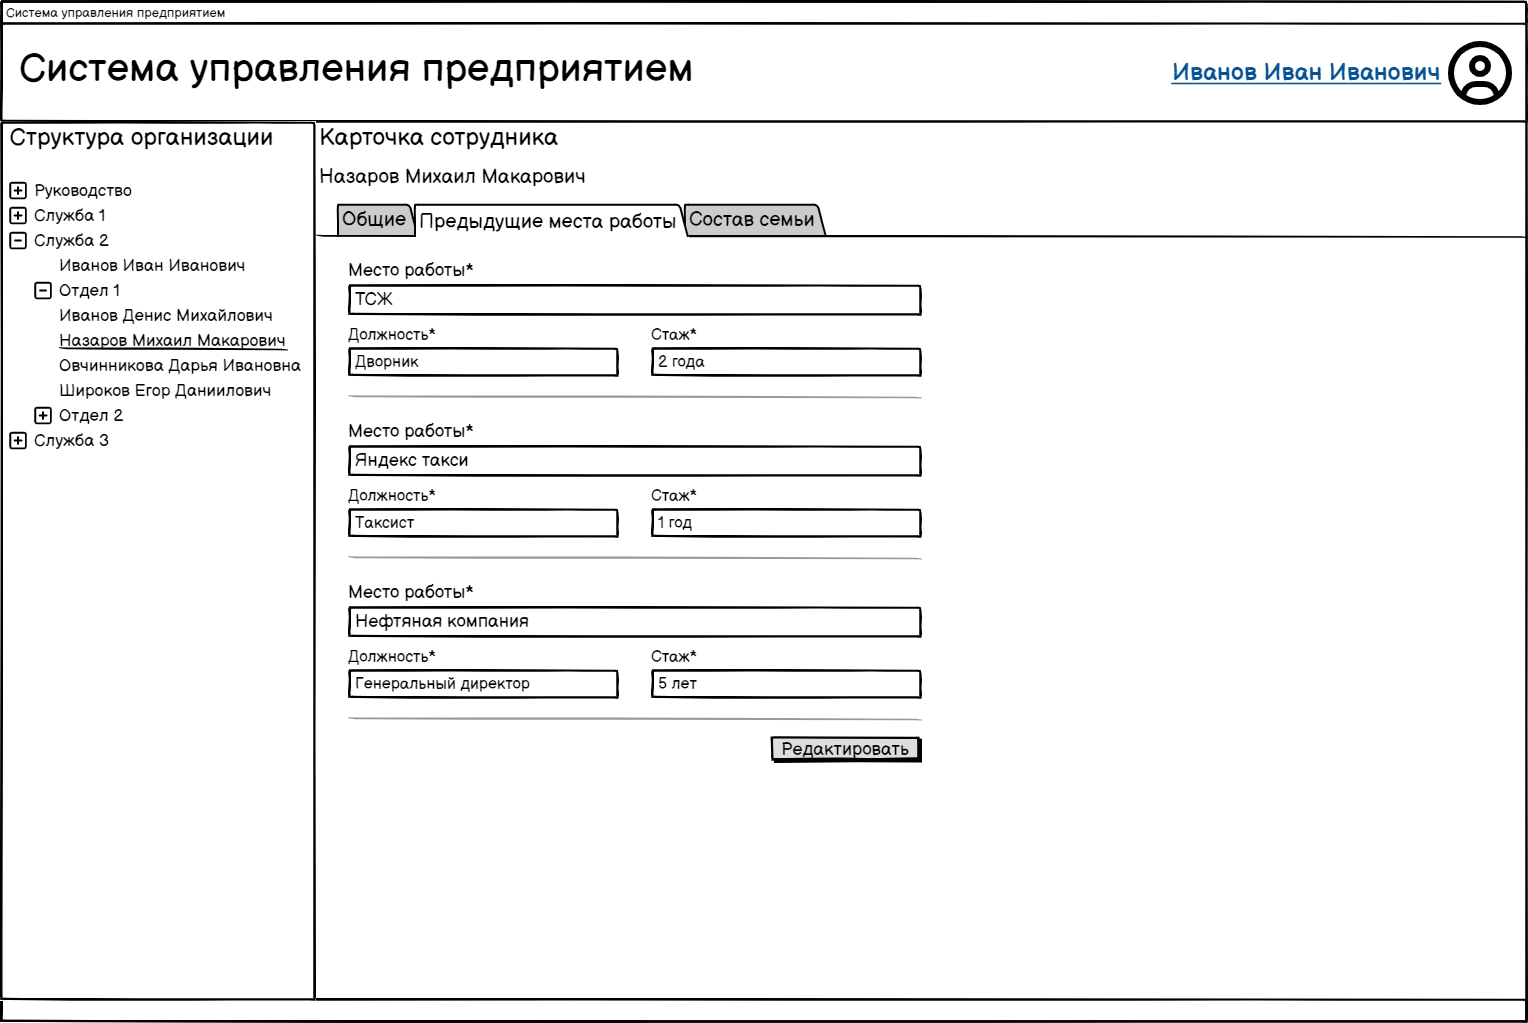 Система управления предприятием
Система управления предприятием
Иванов Иван Иванович
Структура организации
Руководство
Служба 1
Служба 2
Иванов Иван Иванович
Отдел 1
Иванов Денис Михайлович
Назаров Михаил Макарович
Овчинникова Дарья Ивановна
Широков Егор Даниилович
Отдел 2
Служба 3
Карточка сотрудника
Назаров Михаил Макарович
Общие Предыдущие места работы Состав семьи
Место работы*
ТСЖ
Должность* Стаж*
Дворник 2 года
Место работы*
Яндекс такси
Должность* Стаж*
Таксист 1 год
Место работы*
Нефтяная компания
Должность* Стаж*
Генеральный директор 5 лет
Редактировать